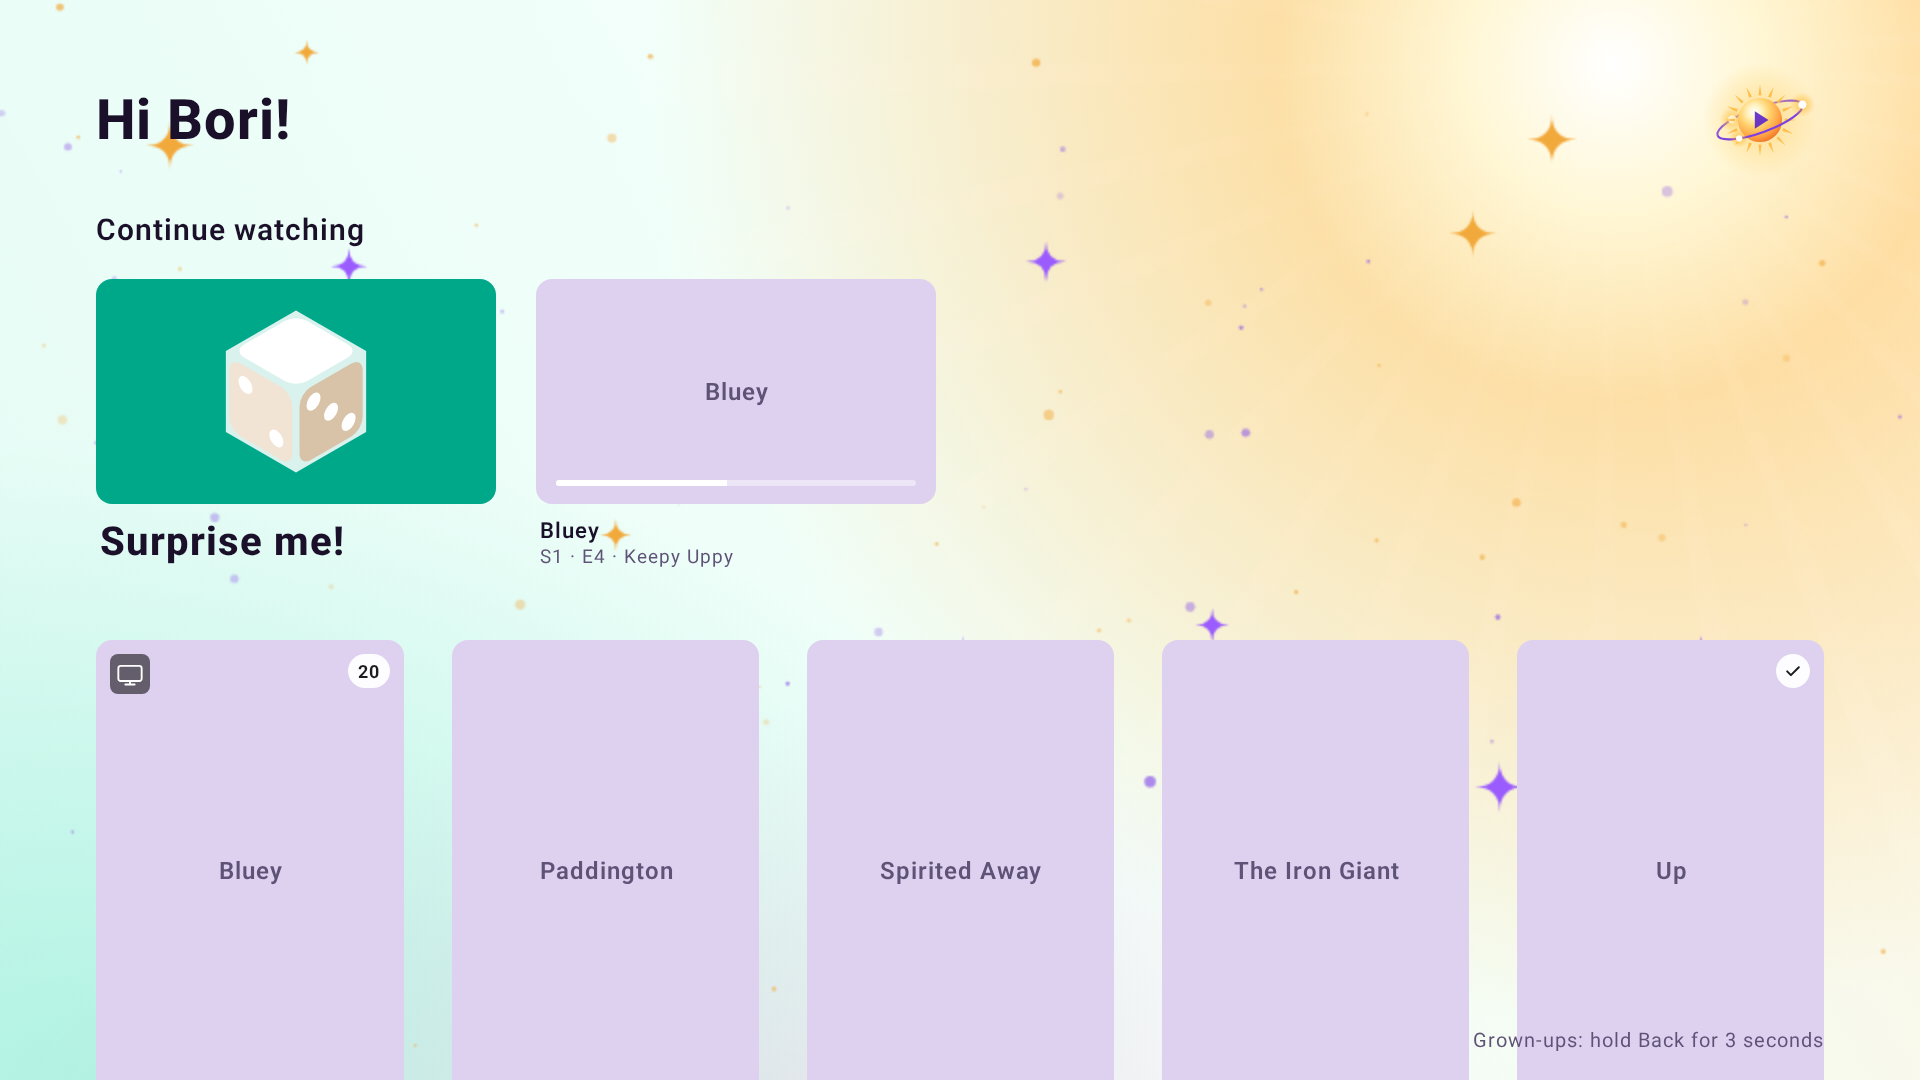 Hi Bori!
Continue watching
Bluey
Surprise me!
Bluey
S1 · E4 · Keepy Uppy
20
Bluey
Paddington
Spirited Away
The Iron Giant
Up
Grown-ups: hold Back for 3 seconds